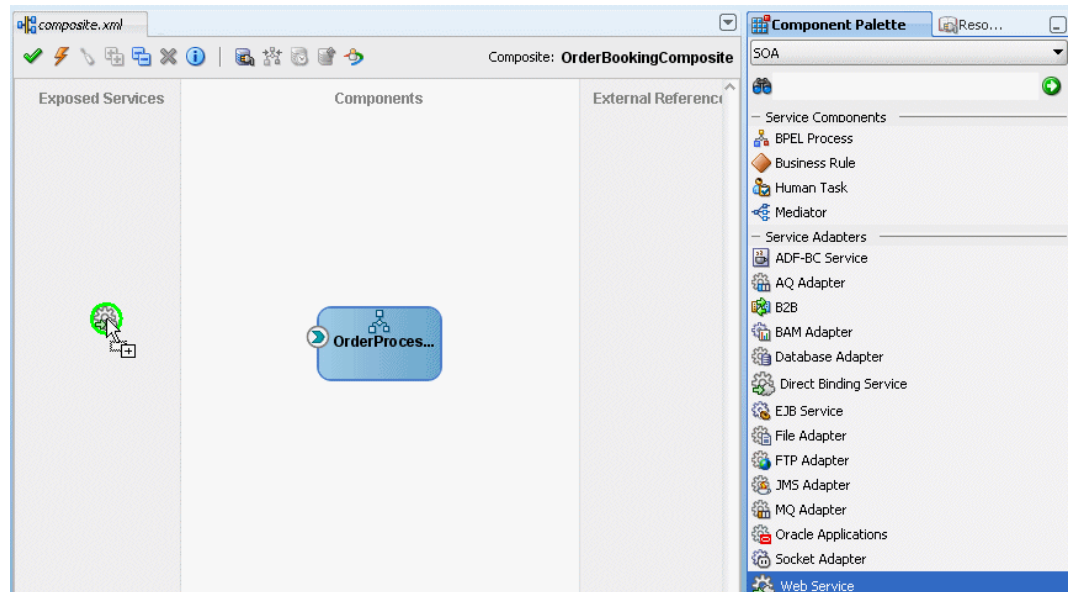 composite.xml
Composite: OrderBookingComposite
Exposed Services
Components
External Referenc
OrderProces...
Component Palette
Reso...
SOA
Service Components
BPEL Process
Business Rule
Human Task
Mediator
Service Adapters
ADF-BC Service
AQ Adapter
B2B
BAM Adapter
Database Adapter
Direct Binding Service
EJB Service
File Adapter
FTP Adapter
JMS Adapter
MQ Adapter
Oracle Applications
Socket Adapter
Web Service